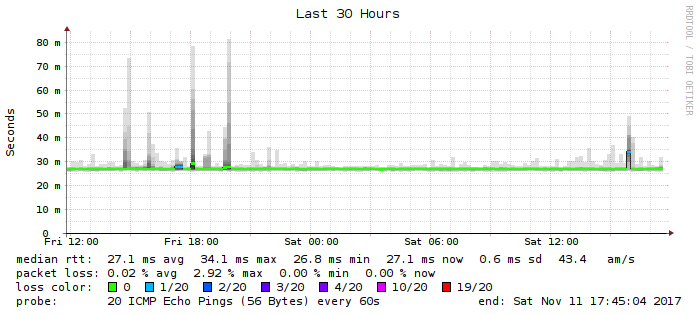 Last 30 Hours
RRDTOOL / TOBI OETIKER
Seconds
80 m
70 m
60 m
50 m
40 m
30 m
20 m
10 m
0
Fri 12:00 Fri 18:00 Sat 00:00 Sat 06:00 Sat 12:00
median rtt: 27.1 ms avg 34.1 ms max 26.8 ms min 27.1 ms now 0.6 ms sd 43.4 am/s
packet loss: 0.02 % avg 2.92 % max 0.00 % min 0.00 % now
loss color: 0 1/20 2/20 3/20 4/20 10/20 19/20
probe: 20 ICMP Echo Pings (56 Bytes) every 60s end: Sat Nov 11 17:45:04 2017